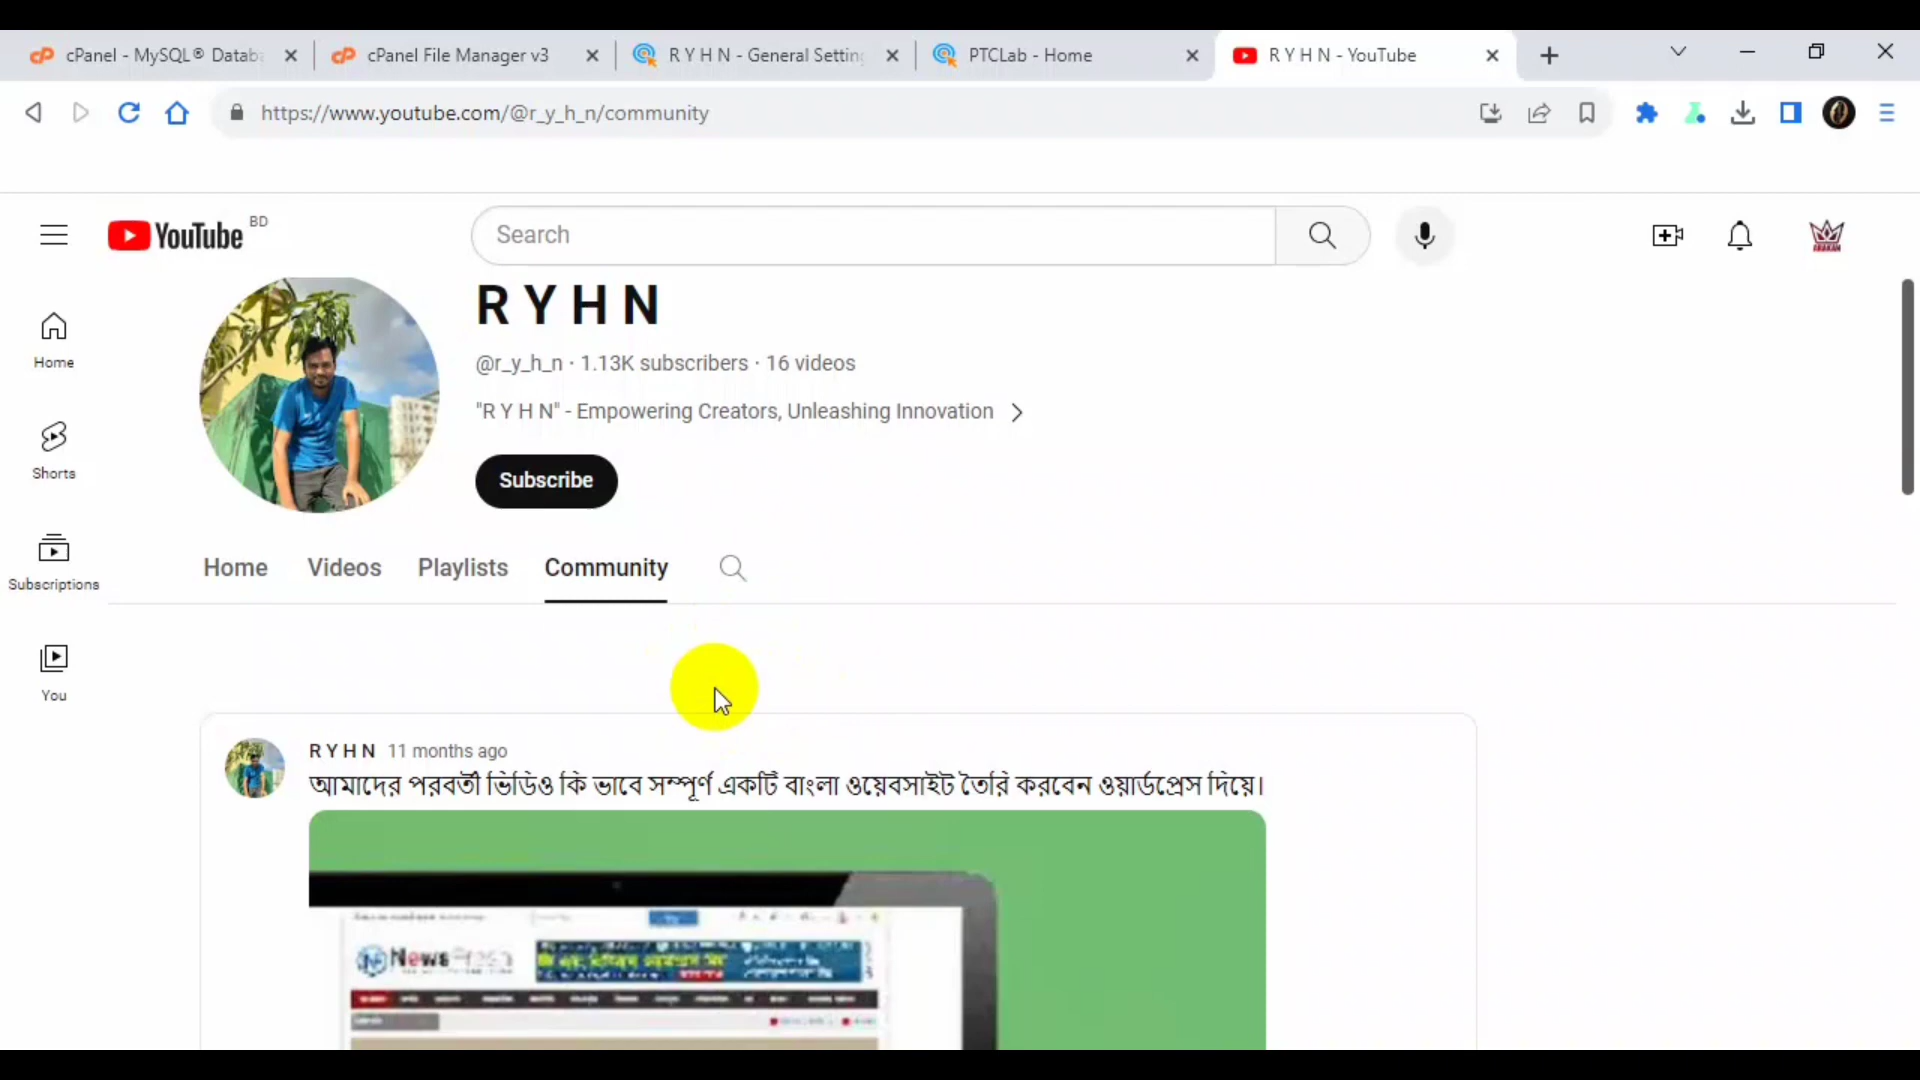 cPanel - MySQL® Datab
cPanel File Manager v3
R Y H N - General Settin
PTCLab - Home
R Y H N - YouTube
https://www.youtube.com/@r_y_h_n/community
YouTube BD
Search
R Y H N
@r_y_h_n · 1.13K subscribers · 16 videos
"R Y H N" - Empowering Creators, Unleashing Innovation
Subscribe
Home
Shorts
Subscriptions
You
Home Videos Playlists Community
R Y H N 11 months ago
আমাদের পরবর্তী ভিডিও কি ভাবে সম্পূর্ণ একটি বাংলা ওয়েবসাইট তৈরি করবেন ওয়ার্ডপ্রেস দিয়ে।
News